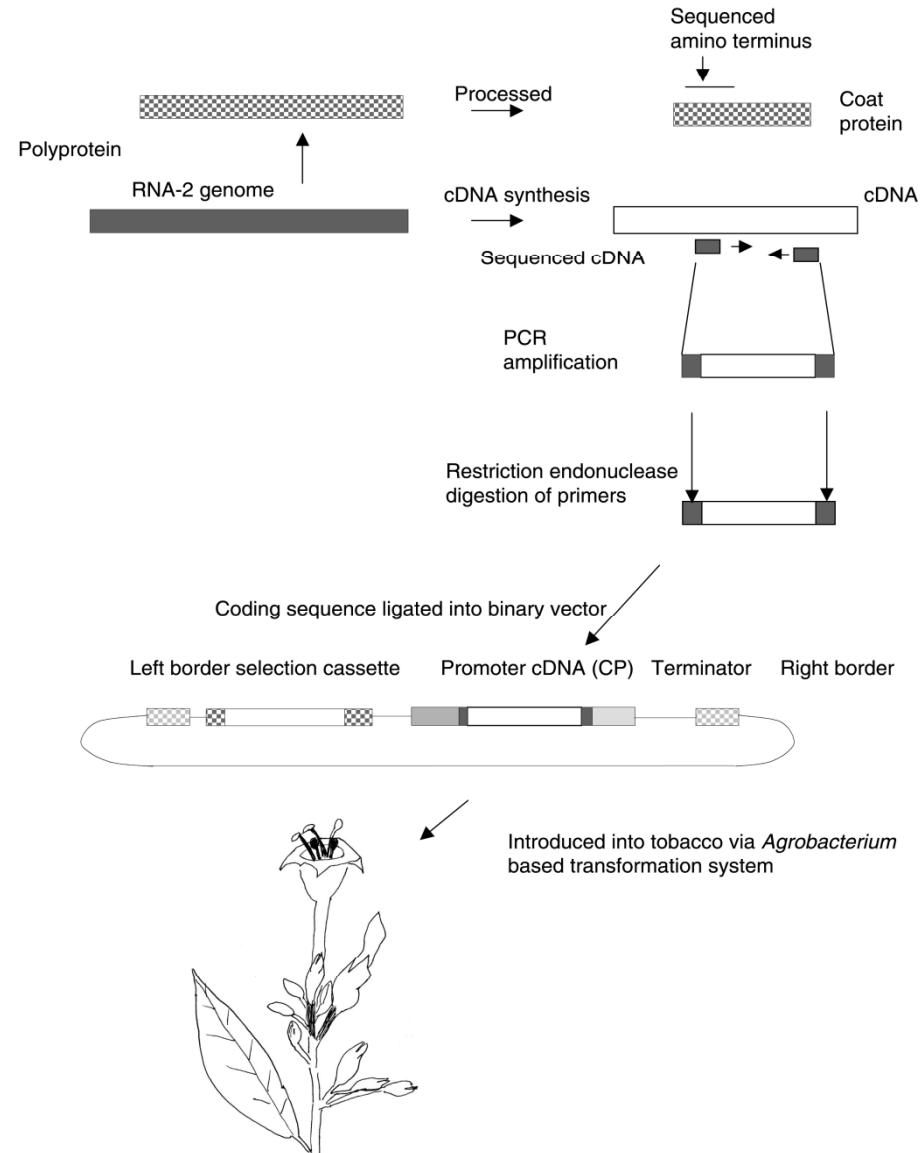 Sequenced
amino terminus
Processed
Coat
protein
Polyprotein
RNA-2 genome
cDNA synthesis
cDNA
Sequenced cDNA
PCR
amplification
Restriction endonuclease
digestion of primers
Coding sequence ligated into binary vector
Left border selection cassette Promoter cDNA (CP) Terminator Right border
Introduced into tobacco via Agrobacterium
based transformation system